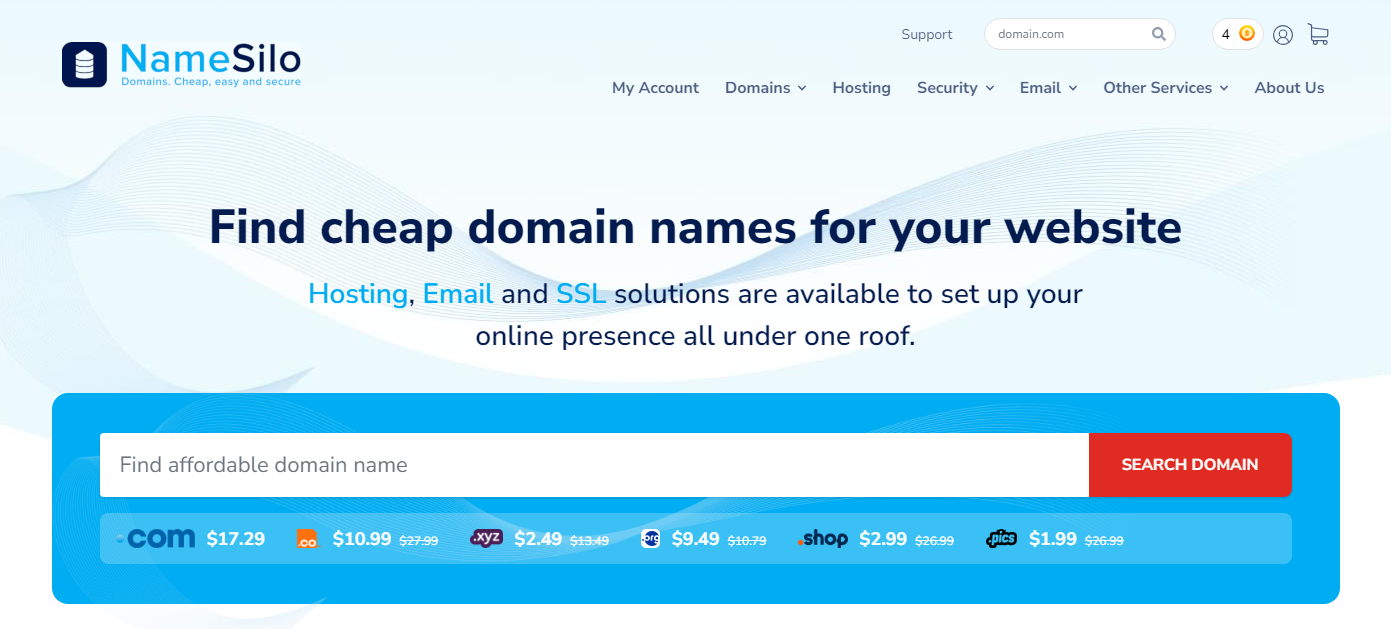 Support
domain.com
4
NameSilo
Domains. Cheap, easy and secure
My Account Domains Hosting Security Email Other Services About Us
Find cheap domain names for your website
Hosting, Email and SSL solutions are available to set up your
online presence all under one roof.
Find affordable domain name
SEARCH DOMAIN
.com $17.29 .co $10.99 $27.99 .xyz $2.49 $13.49 .org $9.49 $10.79 .shop $2.99 $26.99 .pics $1.99 $26.99